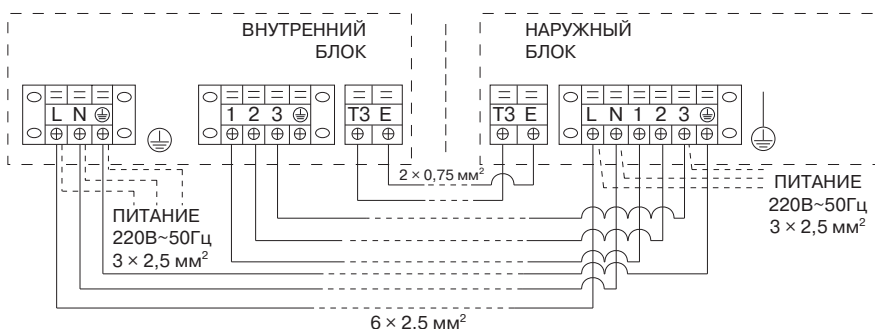 ВНУТРЕННИЙ
БЛОК
НАРУЖНЫЙ
БЛОК
L N
1 2 3
T3 E
T3 E
L N 1 2 3
2 × 0,75 мм²
ПИТАНИЕ
220В~50Гц
3 × 2,5 мм²
ПИТАНИЕ
220В~50Гц
3 × 2,5 мм²
6 × 2.5 мм²